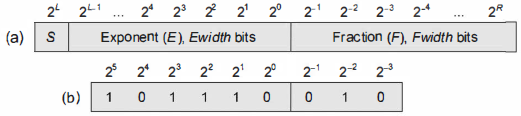 2^L 2^L-1 ... 2^4 2^3 2^2 2^1 2^0 2^-1 2^-2 2^-3 2^-4 ... 2^R
(a) S Exponent (E), Ewidth bits Fraction (F), Fwidth bits
2^5 2^4 2^3 2^2 2^1 2^0 2^-1 2^-2 2^-3
(b) 1 0 1 1 1 0 0 1 0